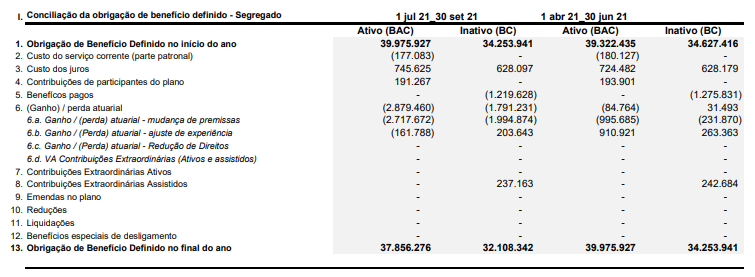 I. Conciliação da obrigação de benefício definido - Segregado 1 jul 21_30 set 21 1 abr 21_30 jun 21
Ativo (BAC) Inativo (BC) Ativo (BAC) Inativo (BC)
1. Obrigação de Benefício Definido no início do ano 39.975.927 34.253.941 39.322.435 34.627.416
2. Custo do serviço corrente (parte patronal) (177.083) - (180.127) -
3. Custo dos juros 745.625 628.097 724.482 628.179
4. Contribuições de participantes do plano 191.267 - 193.901 -
5. Benefícos pagos - (1.219.628) - (1.275.831)
6. (Ganho) / perda atuarial (2.879.460) (1.791.231) (84.764) 31.493
6.a. Ganho / (perda) atuarial - mudança de premissas (2.717.672) (1.994.874) (995.685) (231.870)
6.b. Ganho / (Perda) atuarial - ajuste de experiência (161.788) 203.643 910.921 263.363
6.c. Ganho / (Perda) atuarial - Redução de Direitos - - - -
6.d. VA Contribuições Extraordinárias (Ativos e assistidos) - - - -
7. Contribuições Extraordinárias Ativos - - - -
8. Contribuições Extraordinárias Assistidos - 237.163 - 242.684
9. Emendas no plano - - - -
10. Reduções - - - -
11. Liquidações - - - -
12. Benefícios especiais de desligamento - - - -
13. Obrigação de Benefício Definido no final do ano 37.856.276 32.108.342 39.975.927 34.253.941